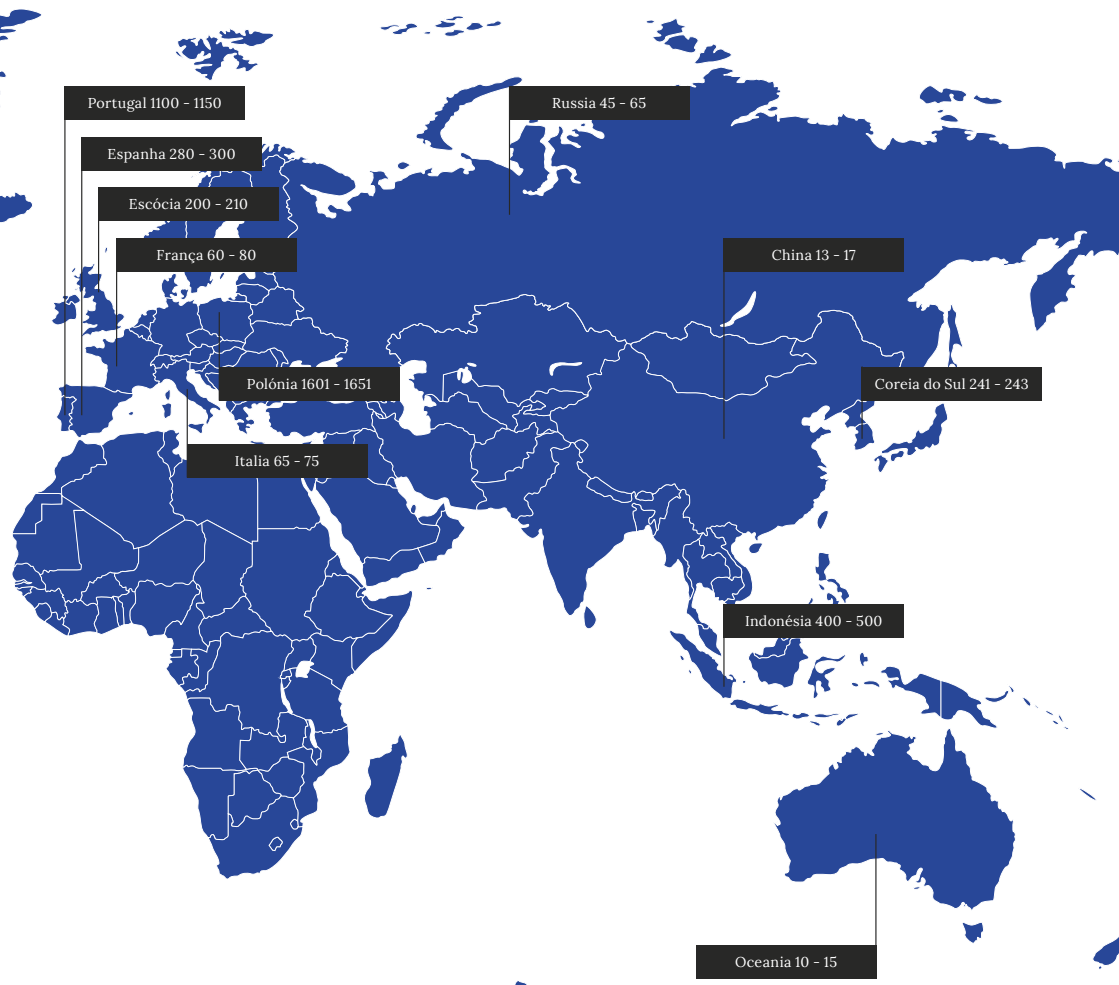 Portugal 1100 - 1150
Russia 45 - 65
Espanha 280 - 300
Escócia 200 - 210
França 60 - 80
China 13 - 17
Polónia 1601 - 1651
Coreia do Sul 241 - 243
Italia 65 - 75
Indonésia 400 - 500
Oceania 10 - 15